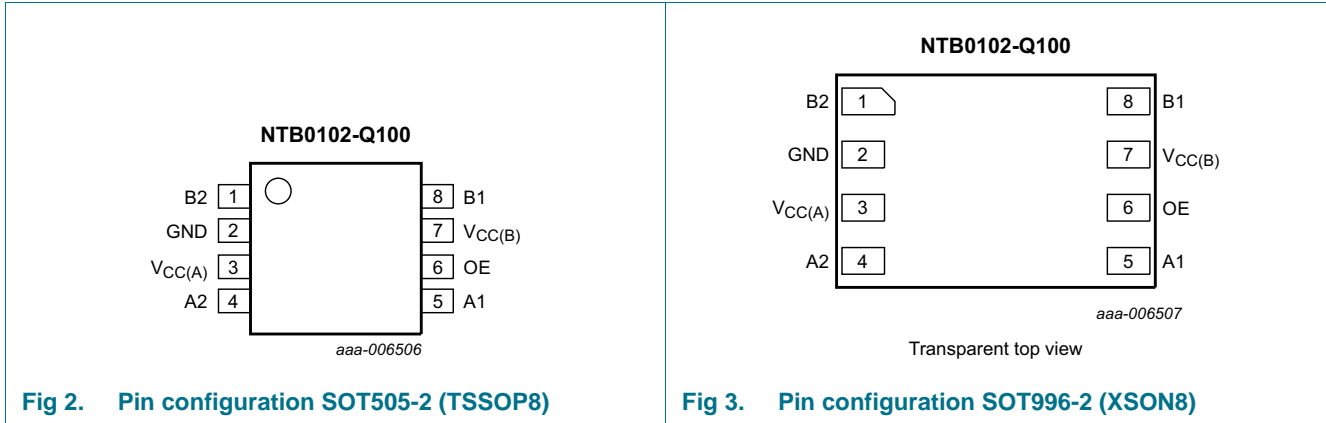 NTB0102-Q100
B2 1 8 B1
GND 2 7 VCC(B)
VCC(A) 3 6 OE
A2 4 5 A1
aaa-006506
Fig 2. Pin configuration SOT505-2 (TSSOP8)
NTB0102-Q100
B2 1 8 B1
GND 2 7 VCC(B)
VCC(A) 3 6 OE
A2 4 5 A1
aaa-006507
Transparent top view
Fig 3. Pin configuration SOT996-2 (XSON8)